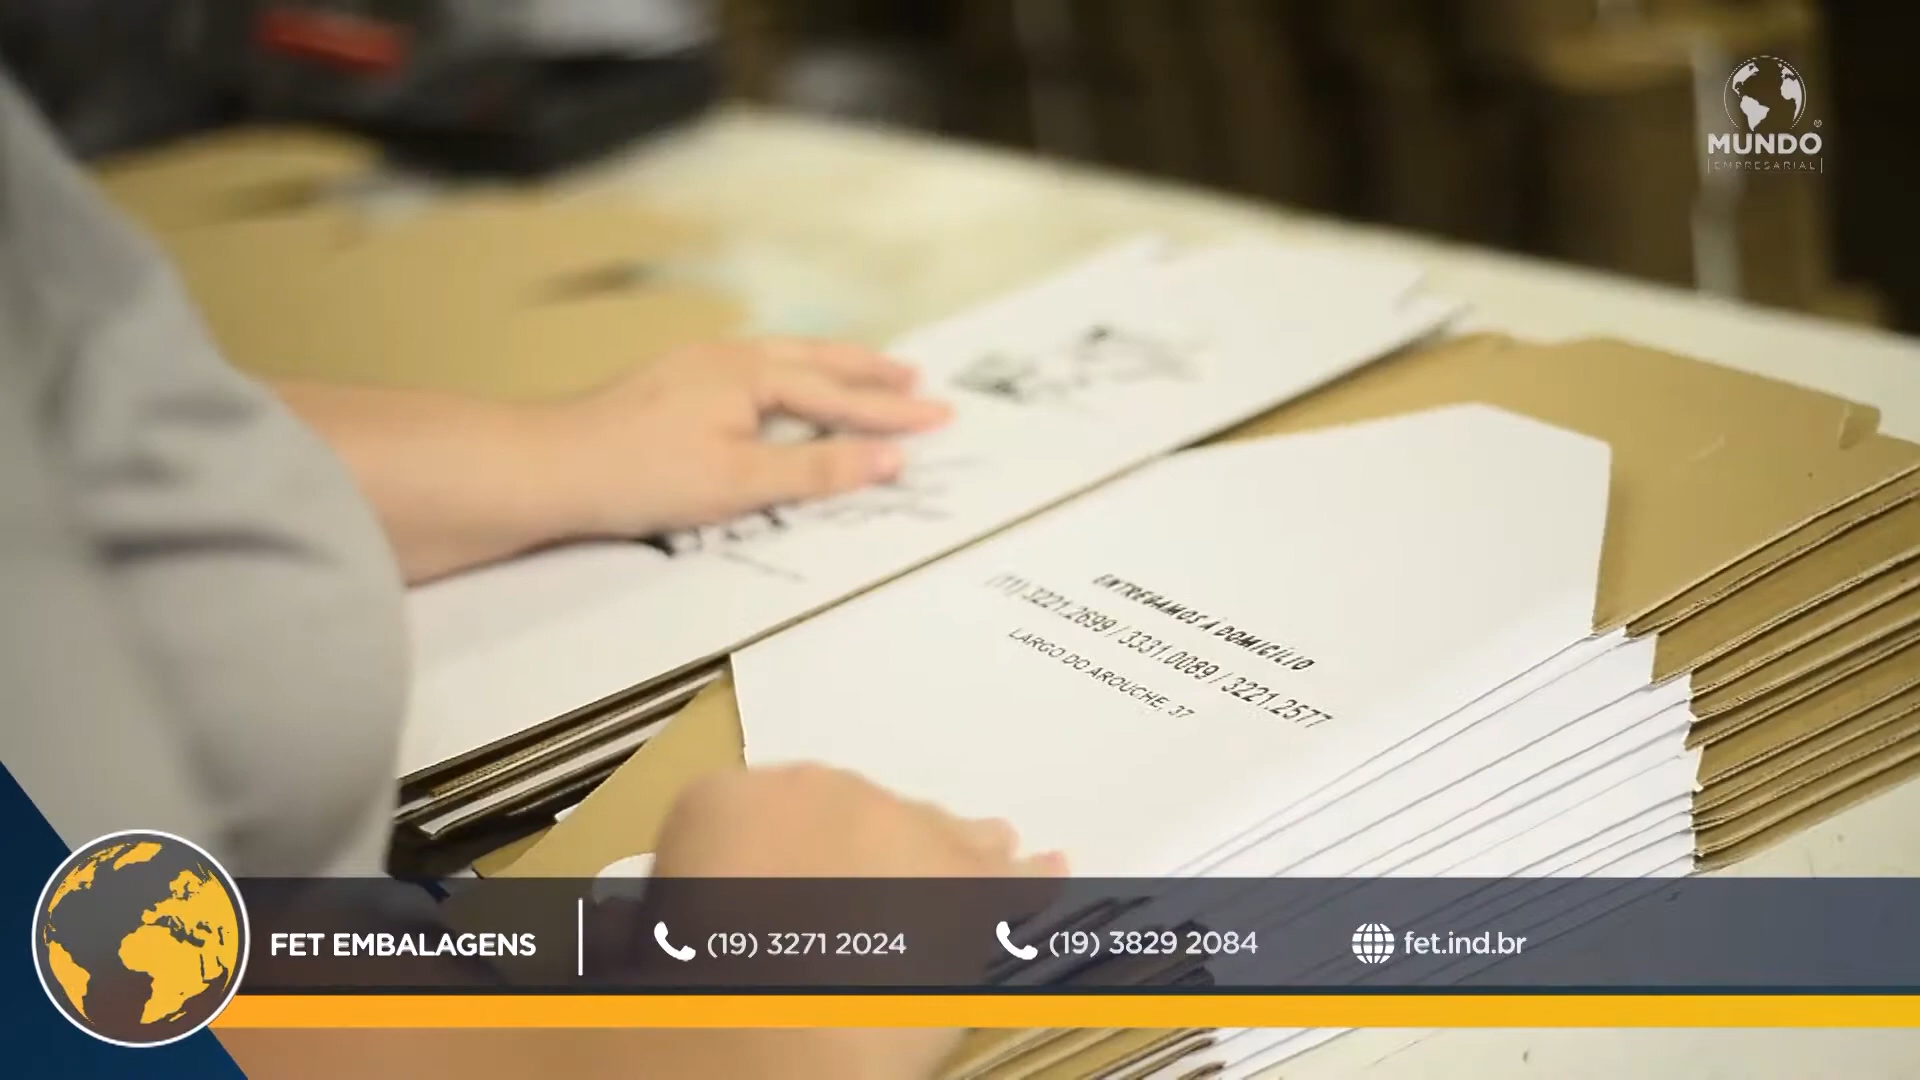 MUNDO
EMPRESARIAL
ENTREGAMOS À DOMICÍLIO
(11) 3221.2699 / 3331.0089 / 3221.2577
LARGO DO AROUCHE, 37
FET EMBALAGENS
(19) 3271 2024
(19) 3829 2084
fet.ind.br